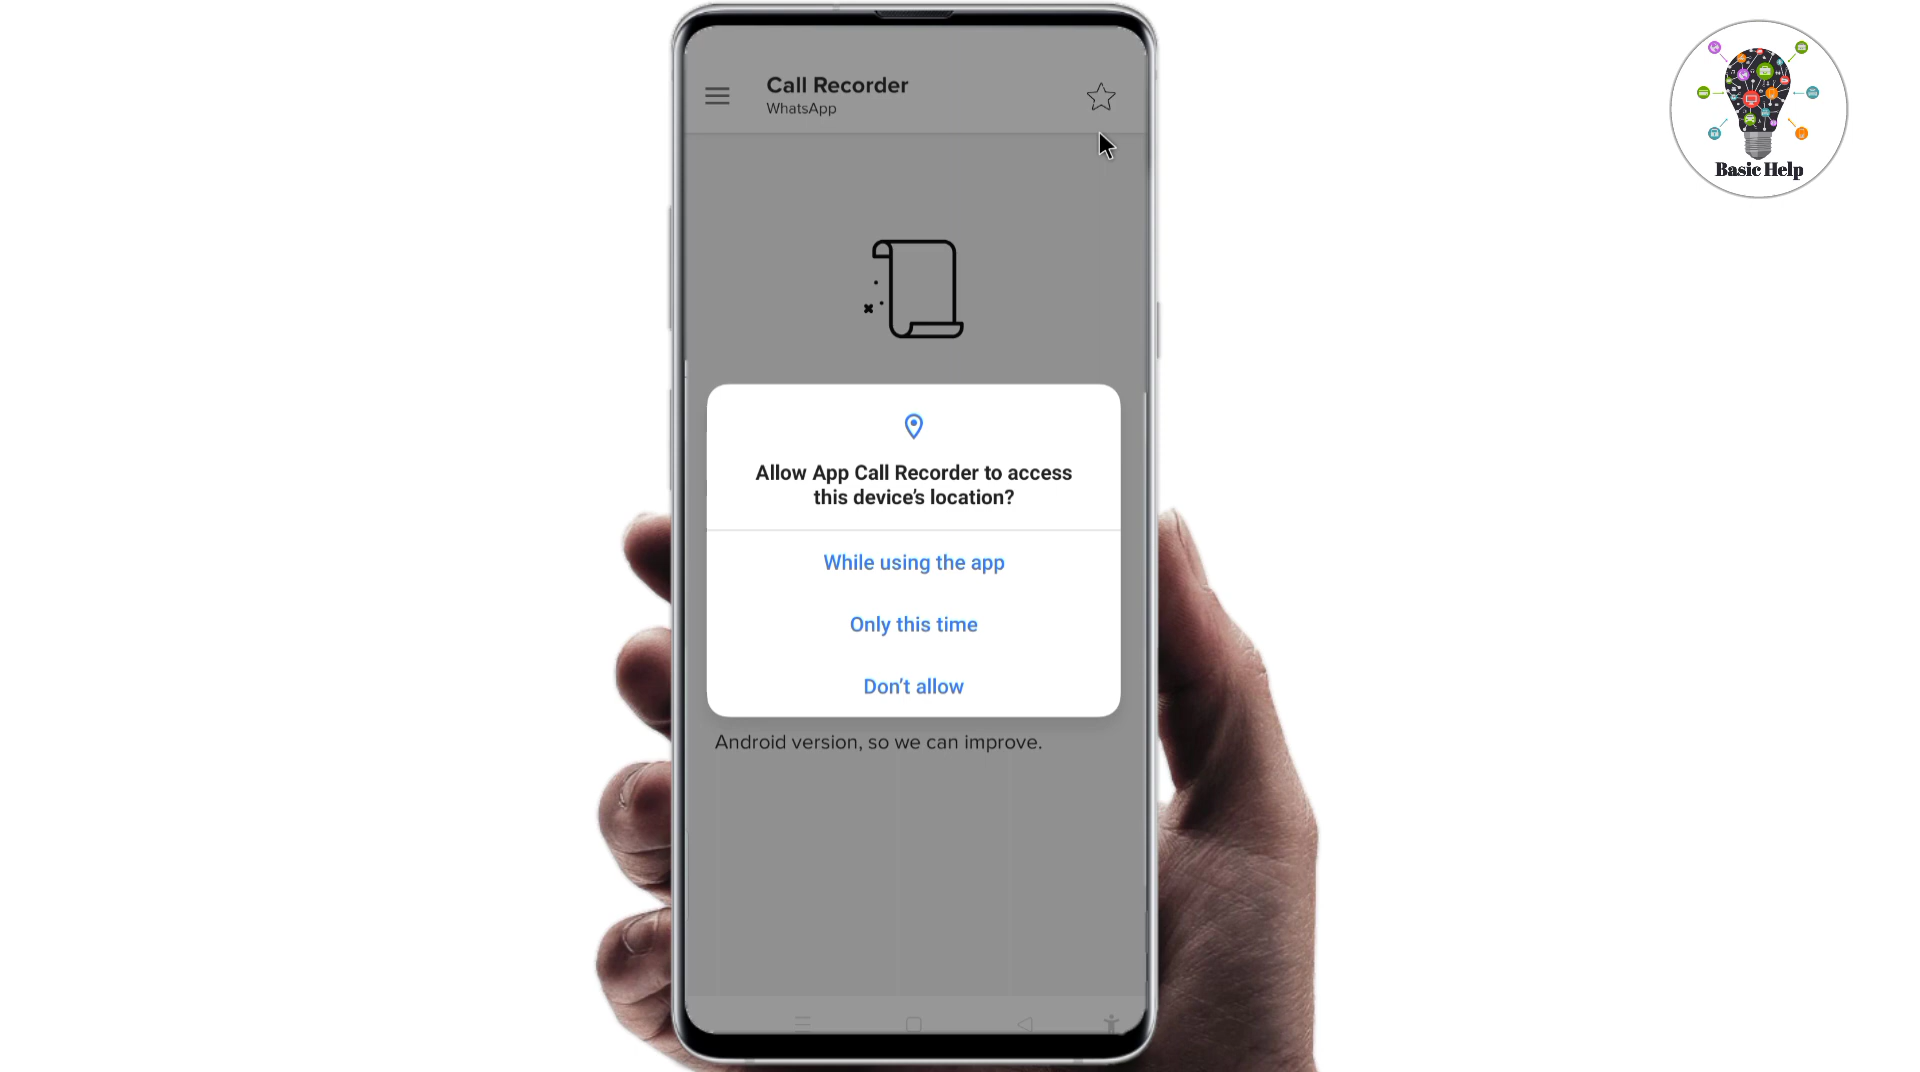 Call Recorder
WhatsApp
Basic Help
Allow App Call Recorder to access
this device's location?
While using the app
Only this time
Don't allow
Android version, so we can improve.